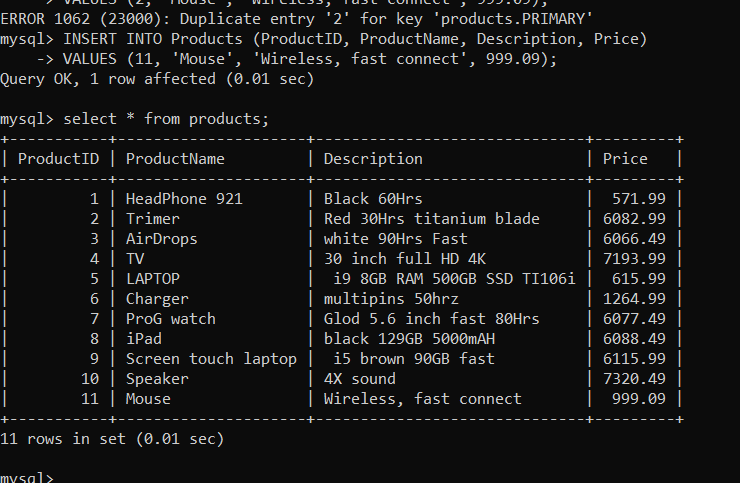 -> VALUES (2, 'Mouse', 'Wireless, fast connect', 999.09);
ERROR 1062 (23000): Duplicate entry '2' for key 'products.PRIMARY'
mysql> INSERT INTO Products (ProductID, ProductName, Description, Price)
    -> VALUES (11, 'Mouse', 'Wireless, fast connect', 999.09);
Query OK, 1 row affected (0.01 sec)

mysql> select * from products;
+-----------+---------------------+-----------------------------+---------+
| ProductID | ProductName         | Description                 | Price   |
+-----------+---------------------+-----------------------------+---------+
|         1 | HeadPhone 921       | Black 60Hrs                 |  571.99 |
|         2 | Trimer              | Red 30Hrs titanium blade    | 6082.99 |
|         3 | AirDrops            | white 90Hrs Fast            | 6066.49 |
|         4 | TV                  | 30 inch full HD 4K          | 7193.99 |
|         5 | LAPTOP              |  i9 8GB RAM 500GB SSD TI106i |  615.99 |
|         6 | Charger             | multipins 50hrz             | 1264.99 |
|         7 | ProG watch          | Glod 5.6 inch fast 80Hrs    | 6077.49 |
|         8 | iPad                | black 129GB 5000mAH         | 6088.49 |
|         9 | Screen touch laptop |  i5 brown 90GB fast         | 6115.99 |
|        10 | Speaker             | 4X sound                    | 7320.49 |
|        11 | Mouse               | Wireless, fast connect      |  999.09 |
+-----------+---------------------+-----------------------------+---------+
11 rows in set (0.01 sec)

mysql>